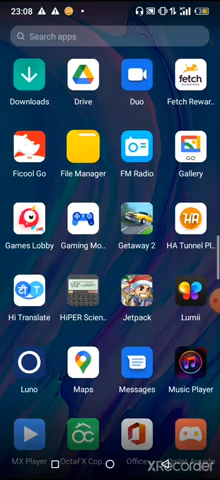 23:08
Search apps
Downloads Drive Duo Fetch Rewar..
Ficool Go File Manager FM Radio Gallery
Games Lobby Gaming Mo.. Getaway 2 HA Tunnel Pl..
Hi Translate HiPER Scien.. Jetpack Lumii
Luno Maps Messages Music Player
MX Player OctaFX Cop.. Office
XRecorder